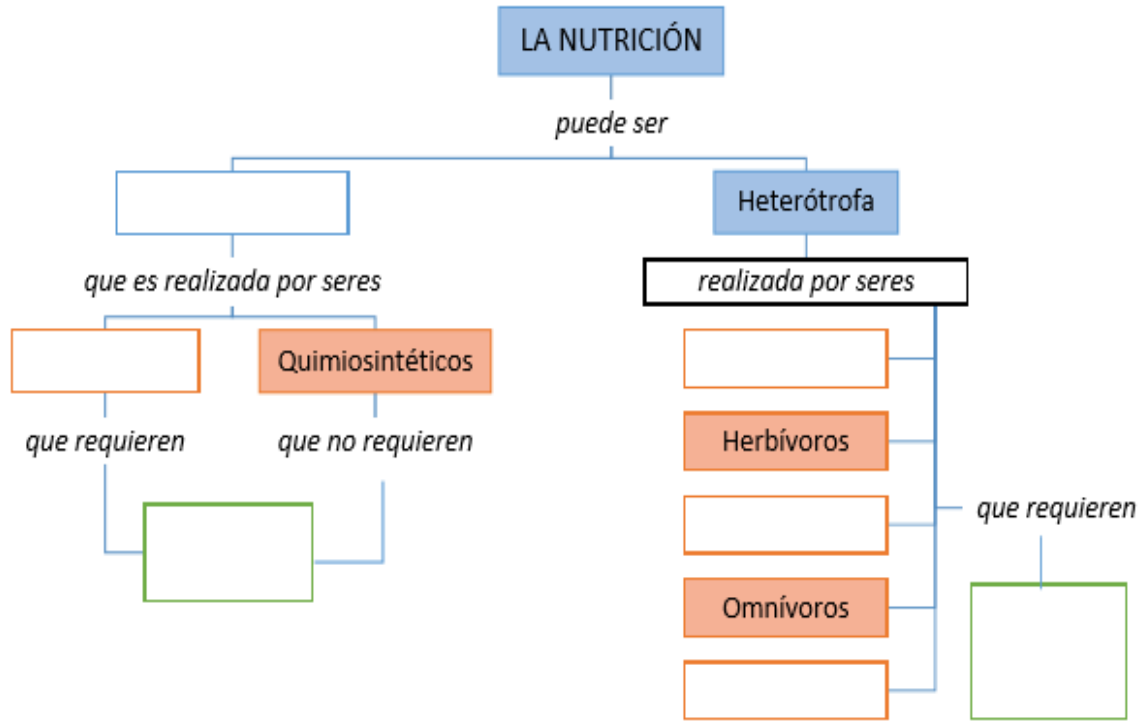 LA NUTRICIÓN
puede ser
Heterótrofa
que es realizada por seres
realizada por seres
Quimiosintéticos
que requieren
que no requieren
Herbívoros
que requieren
Omnívoros